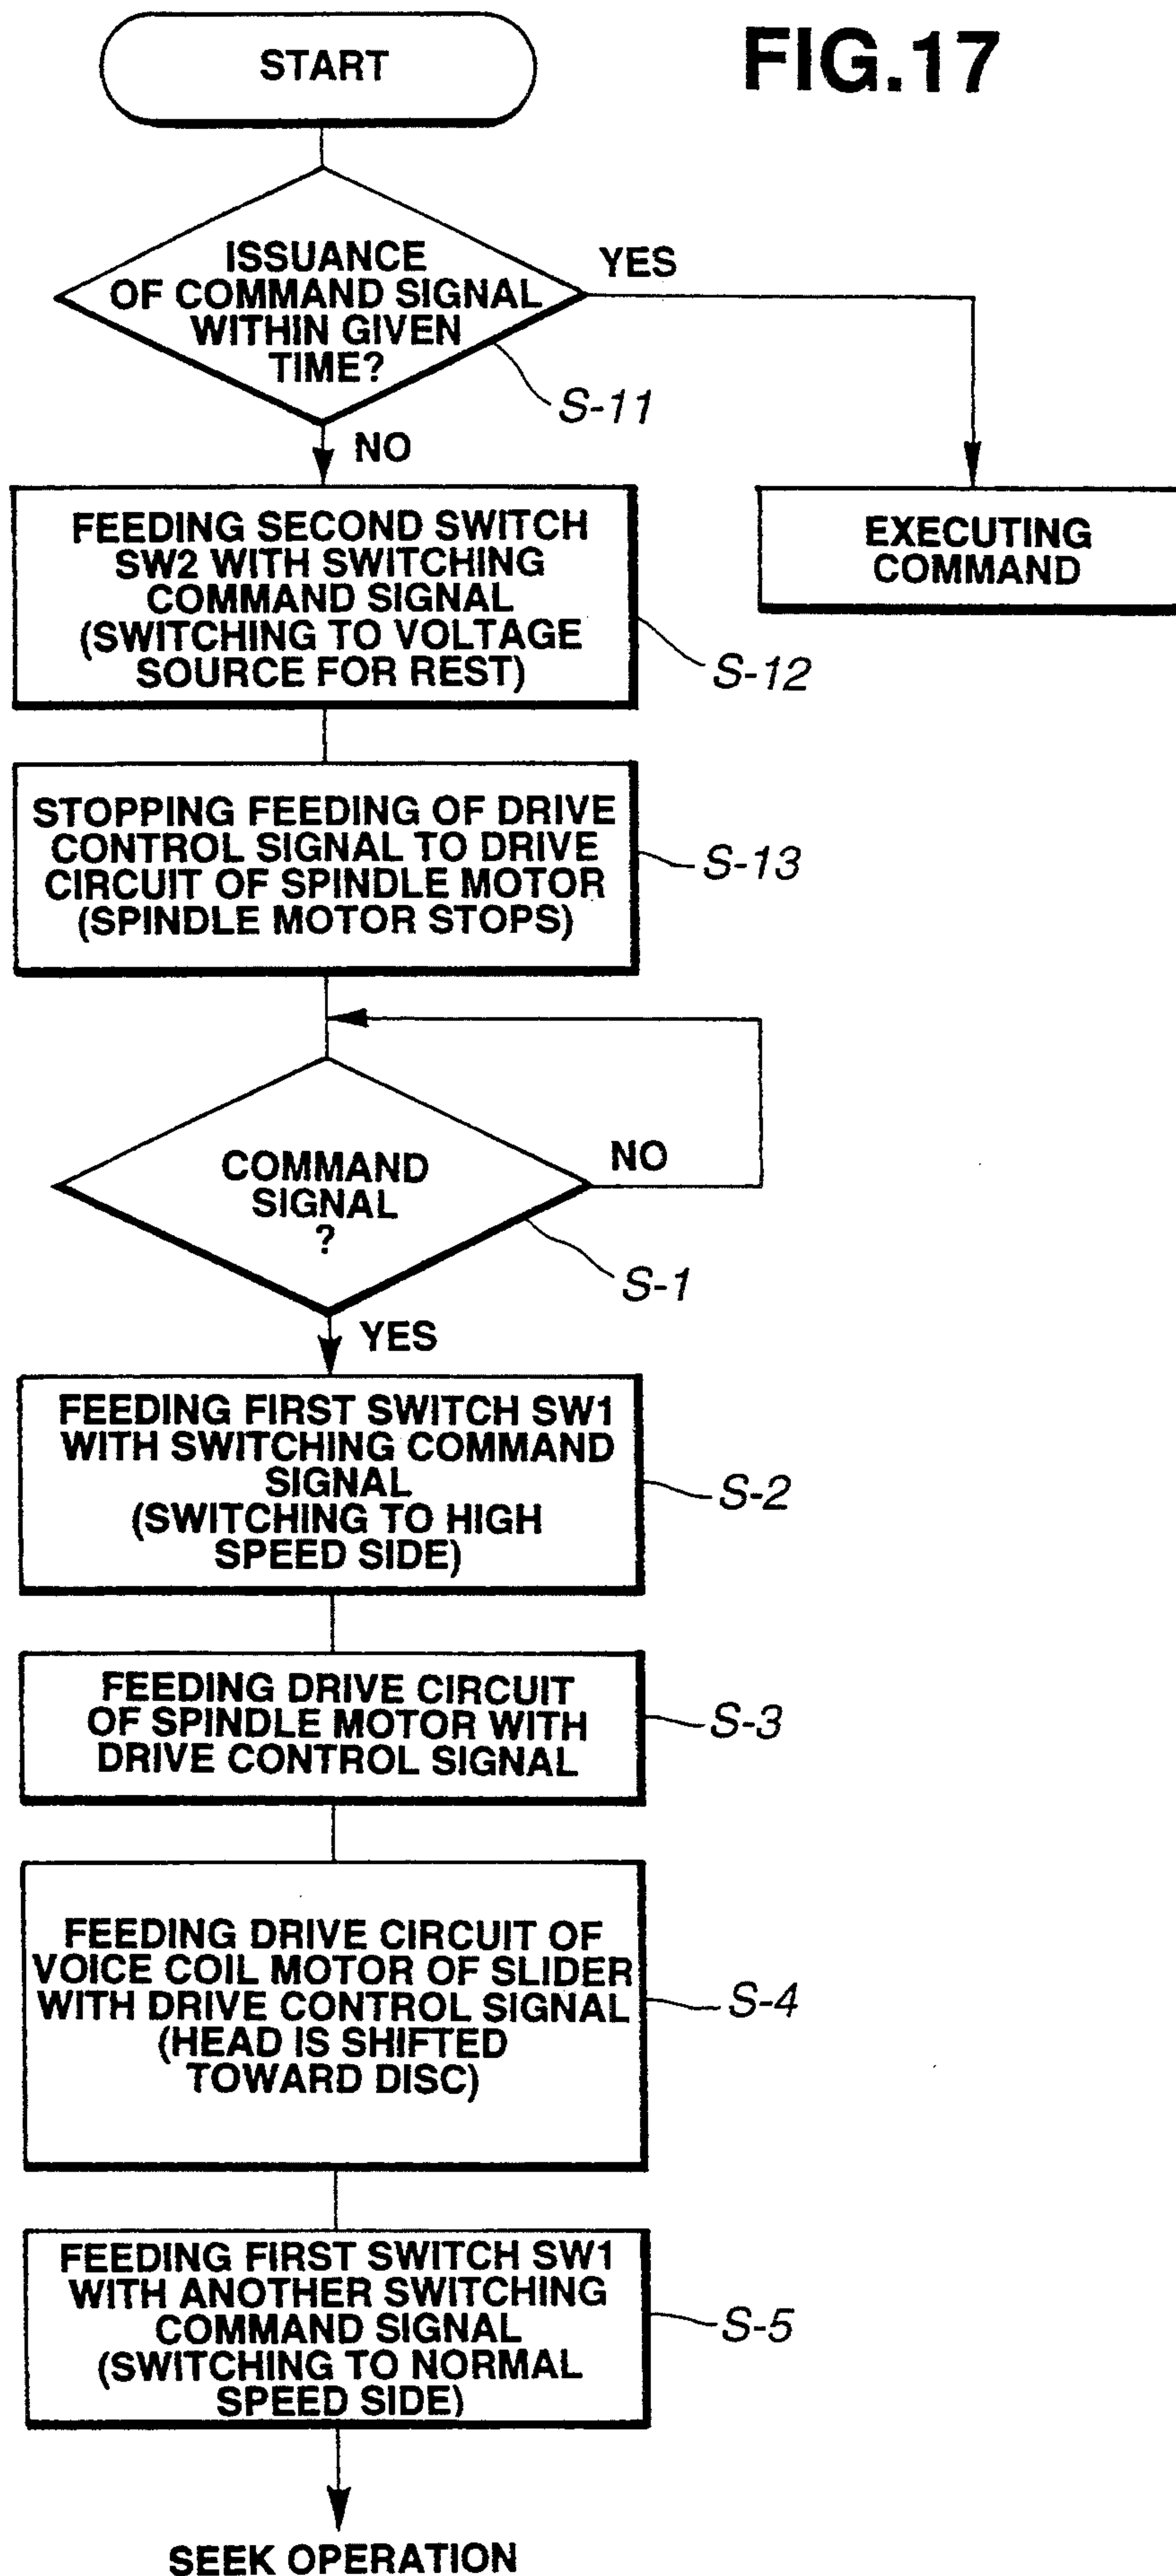 FIG.17
START
ISSUANCE
OF COMMAND SIGNAL
WITHIN GIVEN
TIME?
YES
S-11
NO
EXECUTING
COMMAND
FEEDING SECOND SWITCH
SW2 WITH SWITCHING
COMMAND SIGNAL
(SWITCHING TO VOLTAGE
SOURCE FOR REST)
S-12
STOPPING FEEDING OF DRIVE
CONTROL SIGNAL TO DRIVE
CIRCUIT OF SPINDLE MOTOR
(SPINDLE MOTOR STOPS)
S-13
COMMAND
SIGNAL
?
NO
S-1
YES
FEEDING FIRST SWITCH SW1
WITH SWITCHING COMMAND
SIGNAL
(SWITCHING TO HIGH
SPEED SIDE)
S-2
FEEDING DRIVE CIRCUIT
OF SPINDLE MOTOR WITH
DRIVE CONTROL SIGNAL
S-3
FEEDING DRIVE CIRCUIT OF
VOICE COIL MOTOR OF SLIDER
WITH DRIVE CONTROL SIGNAL
(HEAD IS SHIFTED
TOWARD DISC)
S-4
FEEDING FIRST SWITCH SW1
WITH ANOTHER SWITCHING
COMMAND SIGNAL
(SWITCHING TO NORMAL
SPEED SIDE)
S-5
SEEK OPERATION